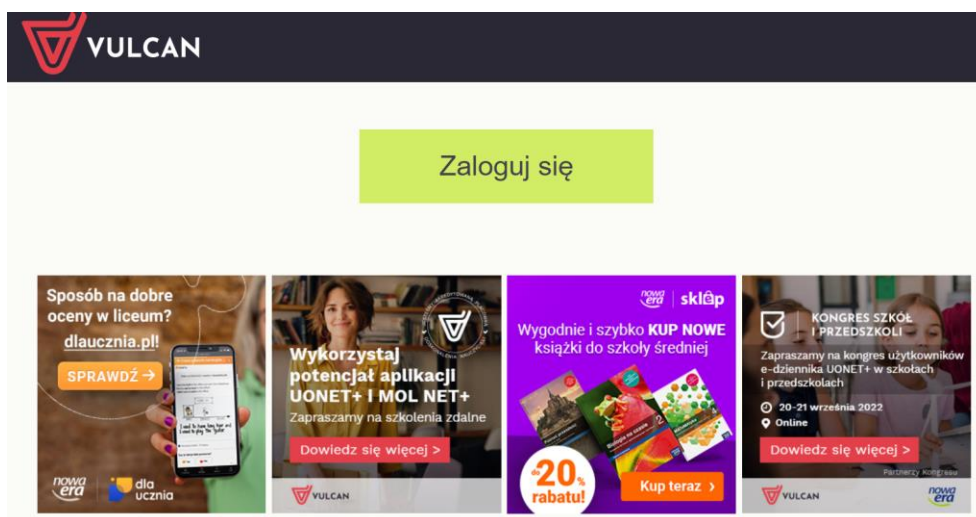 VULCAN
Zaloguj się
Sposób na dobre
oceny w liceum?
dlaucznia.pl!
SPRAWDŹ →
nowa
era
dla
ucznia
Wykorzystaj
potencjał aplikacji
UONET+ I MOL NET+
Zapraszamy na szkolenia zdalne
Dowiedz się więcej >
VULCAN
nowa
era
sklep
Wygodnie i szybko KUP NOWE
książki do szkoły średniej
do 20%
rabatu!
Kup teraz >
KONGRES SZKÓŁ
I PRZEDSZKOLI
Zapraszamy na kongres użytkowników
e-dziennika UONET+ w szkołach
i przedszkolach
20-21 września 2022
Online
Dowiedz się więcej >
Partnerzy Kongresu
VULCAN
nowa
era